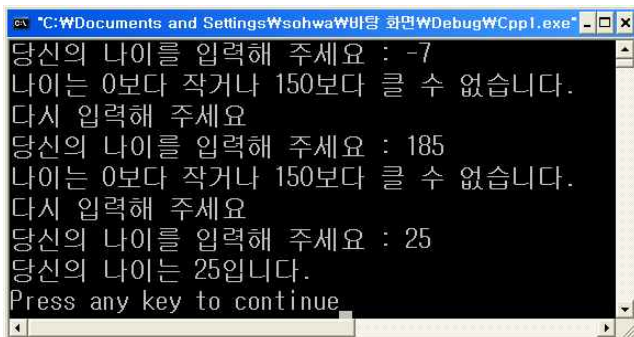 "C:₩Documents and Settings₩sohwa₩바탕 화면₩Debug₩Cpp1.exe"
당신의 나이를 입력해 주세요 : -7
나이는 0보다 작거나 150보다 클 수 없습니다.
다시 입력해 주세요
당신의 나이를 입력해 주세요 : 185
나이는 0보다 작거나 150보다 클 수 없습니다.
다시 입력해 주세요
당신의 나이를 입력해 주세요 : 25
당신의 나이는 25입니다.
Press any key to continue